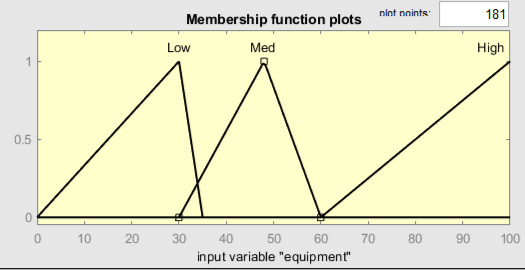 Membership function plots
plot points:
181
Low
Med
High
1
0.5
0
0 10 20 30 40 50 60 70 80 90 100
input variable "equipment"